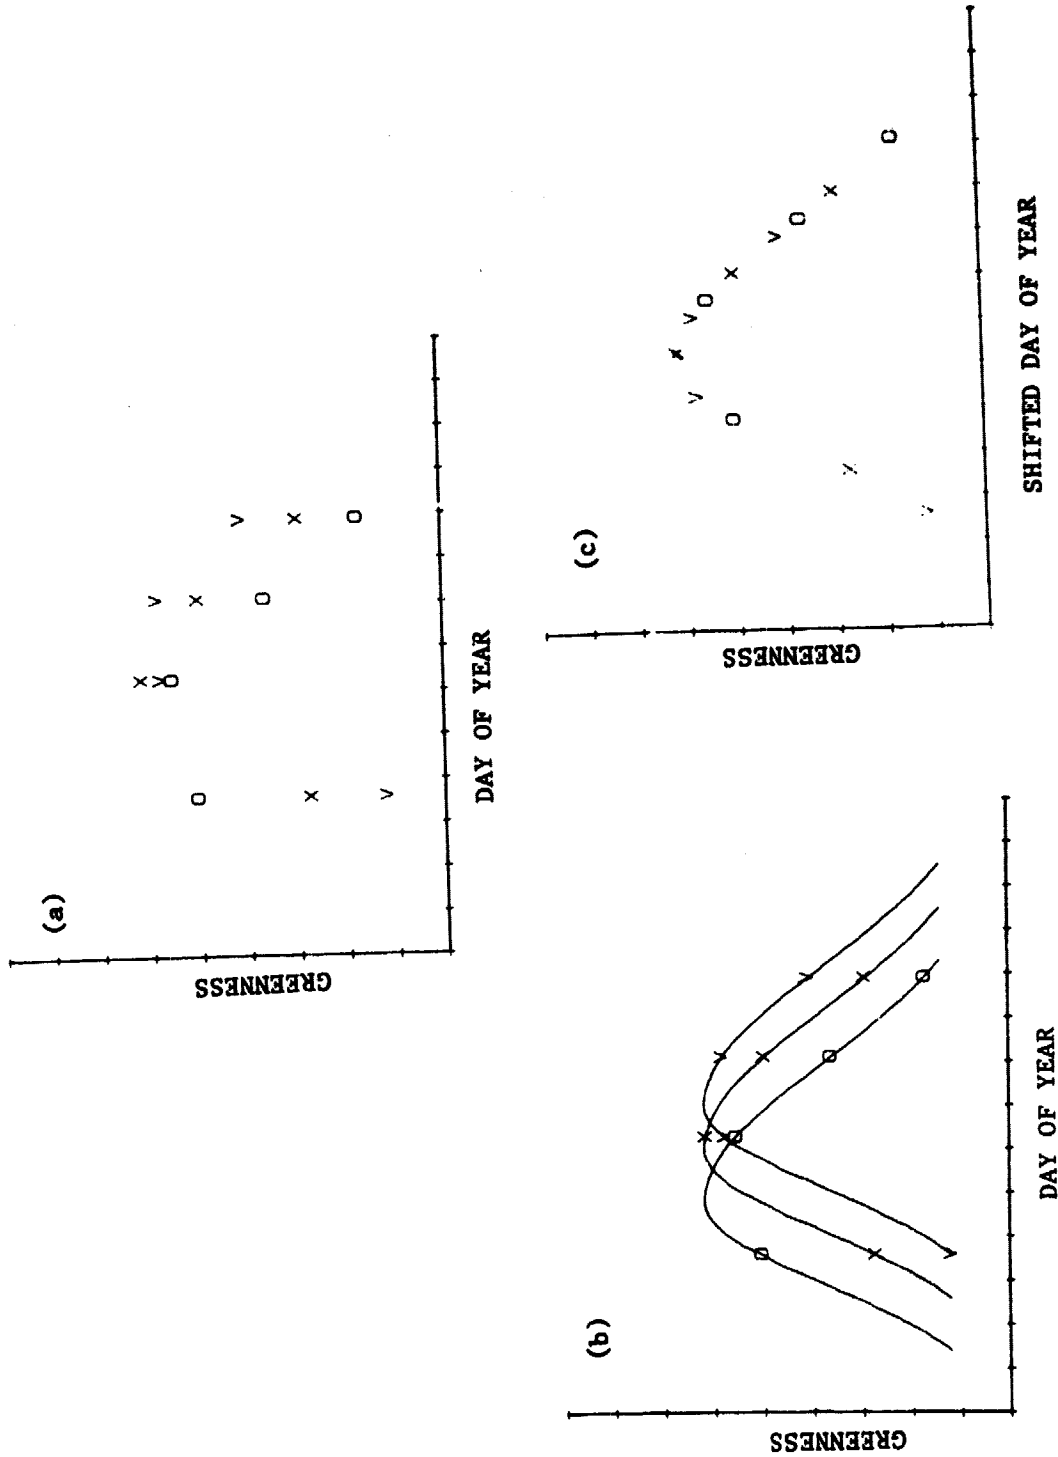 (a)
GREENNESS
DAY OF YEAR
(b)
GREENNESS
DAY OF YEAR
(c)
GREENNESS
SHIFTED DAY OF YEAR